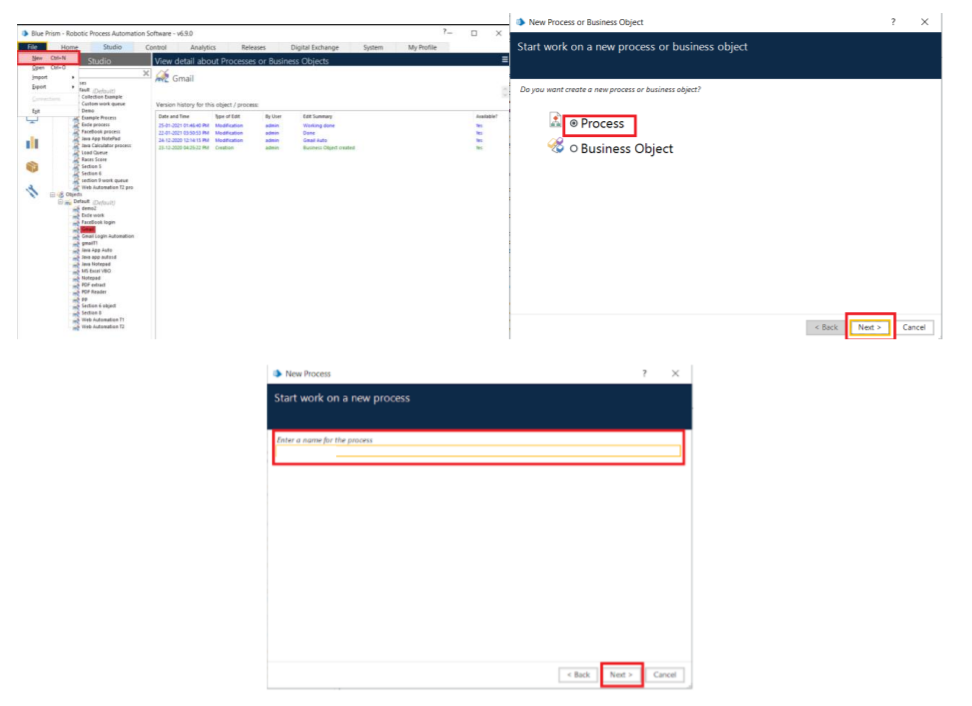 Blue Prism - Robotic Process Automation Software - v6.9.0
File Home Studio Control Analytics Releases Digital Exchange System My Profile
New Ctrl+N
Open Ctrl+O
Import
Export
Connections
Exit
Studio
(Default)
Collection Example
Custom work queue
Demo
Example Process
Exile process
FaceBook process
Java App NotePad
Java Calculator process
Load Queue
Races Score
Section 5
Section 6
section 9 work queue
Web Automation T2 pro
Objects
Default (Default)
demo2
Exile work
FaceBook login
Gmail
Gmail Login Automation
gmailT1
Java App Auto
Java app autosd
Java Notepad
MS Excel VBO
Notepad
PDF extract
PDF Reader
Section 6 object
Section 8
Web Automation T1
Web Automation T2
View detail about Processes or Business Objects
Gmail
Version history for this object / process:
Date and Time Type of Edit By User Edit Summary Available?
25-01-2021 01:46:40 PM Modification admin Working done Yes
22-01-2021 03:50:53 PM Modification admin Done Yes
24-12-2020 12:14:15 PM Modification admin Gmail Auto Yes
23-12-2020 04:25:22 PM Creation admin Business Object created Yes
New Process or Business Object
Start work on a new process or business object
Do you want create a new process or business object?
Process
Business Object
< Back Next > Cancel
New Process
Start work on a new process
Enter a name for the process
< Back Next > Cancel